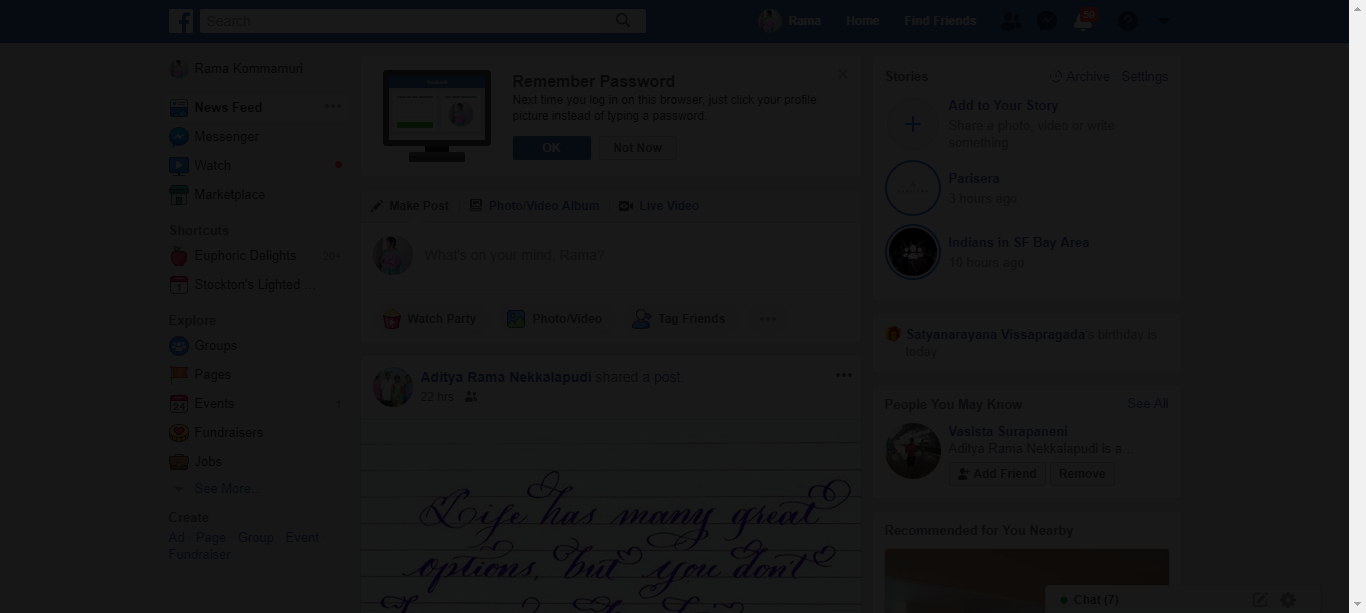 Search
Rama
Home
Find Friends
50
Rama Kommamuri
News Feed
Messenger
Watch
Marketplace
Shortcuts
Euphoric Delights
20+
Stockton's Lighted ...
Explore
Groups
Pages
Events
Fundraisers
Jobs
See More...
Create
Ad Page Group Event
Fundraiser
Remember Password
Next time you log in on this browser, just click your profile
picture instead of typing a password.
OK
Not Now
Make Post
Photo/Video Album
Live Video
What's on your mind, Rama?
Watch Party
Photo/Video
Tag Friends
Aditya Rama Nekkalapudi shared a post.
22 hrs
Life has many great
options, but you don't
Stories
Archive · Settings
Add to Your Story
Share a photo, video or write
something
Parisera
3 hours ago
Indians in SF Bay Area
10 hours ago
Satyanarayana Vissapragada's birthday is
today
People You May Know
See All
Vasista Surapaneni
Aditya Rama Nekkalapudi is a...
Add Friend
Remove
Recommended for You Nearby
Chat (7)